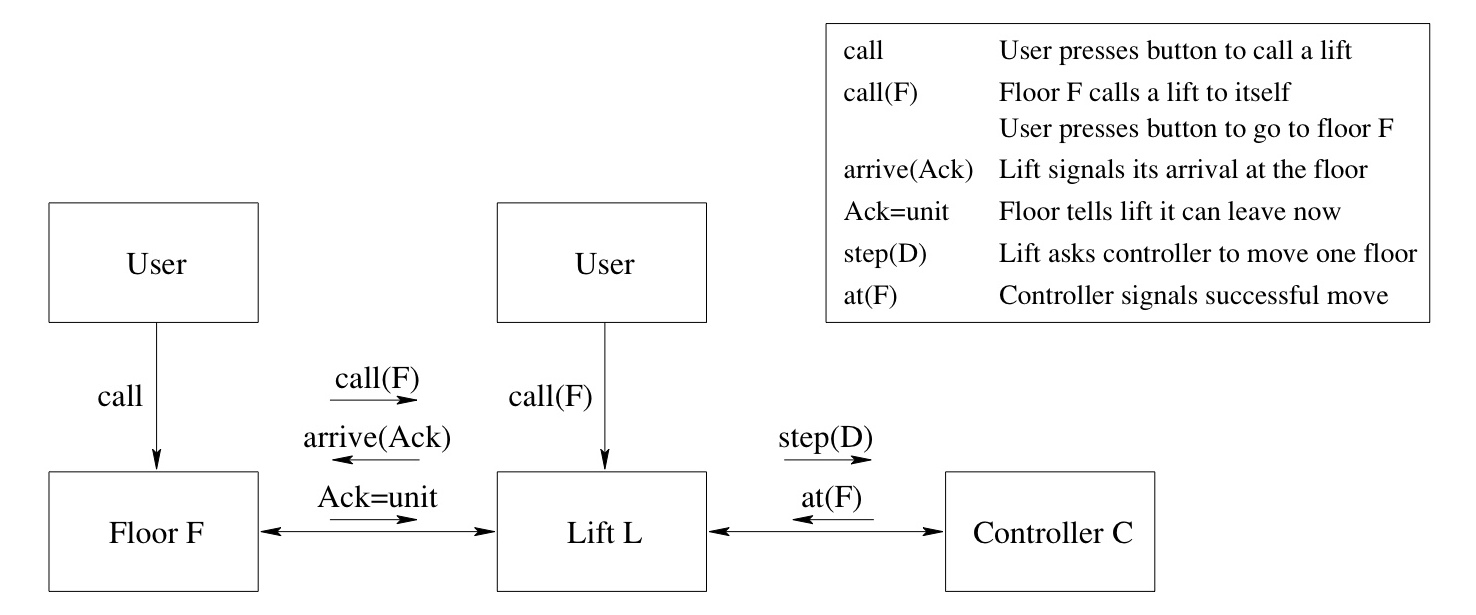 call User presses button to call a lift
call(F) Floor F calls a lift to itself
User presses button to go to floor F
arrive(Ack) Lift signals its arrival at the floor
Ack=unit Floor tells lift it can leave now
step(D) Lift asks controller to move one floor
at(F) Controller signals successful move
User
User
call
call(F)
arrive(Ack)
Ack=unit
call(F)
step(D)
at(F)
Floor F
Lift L
Controller C